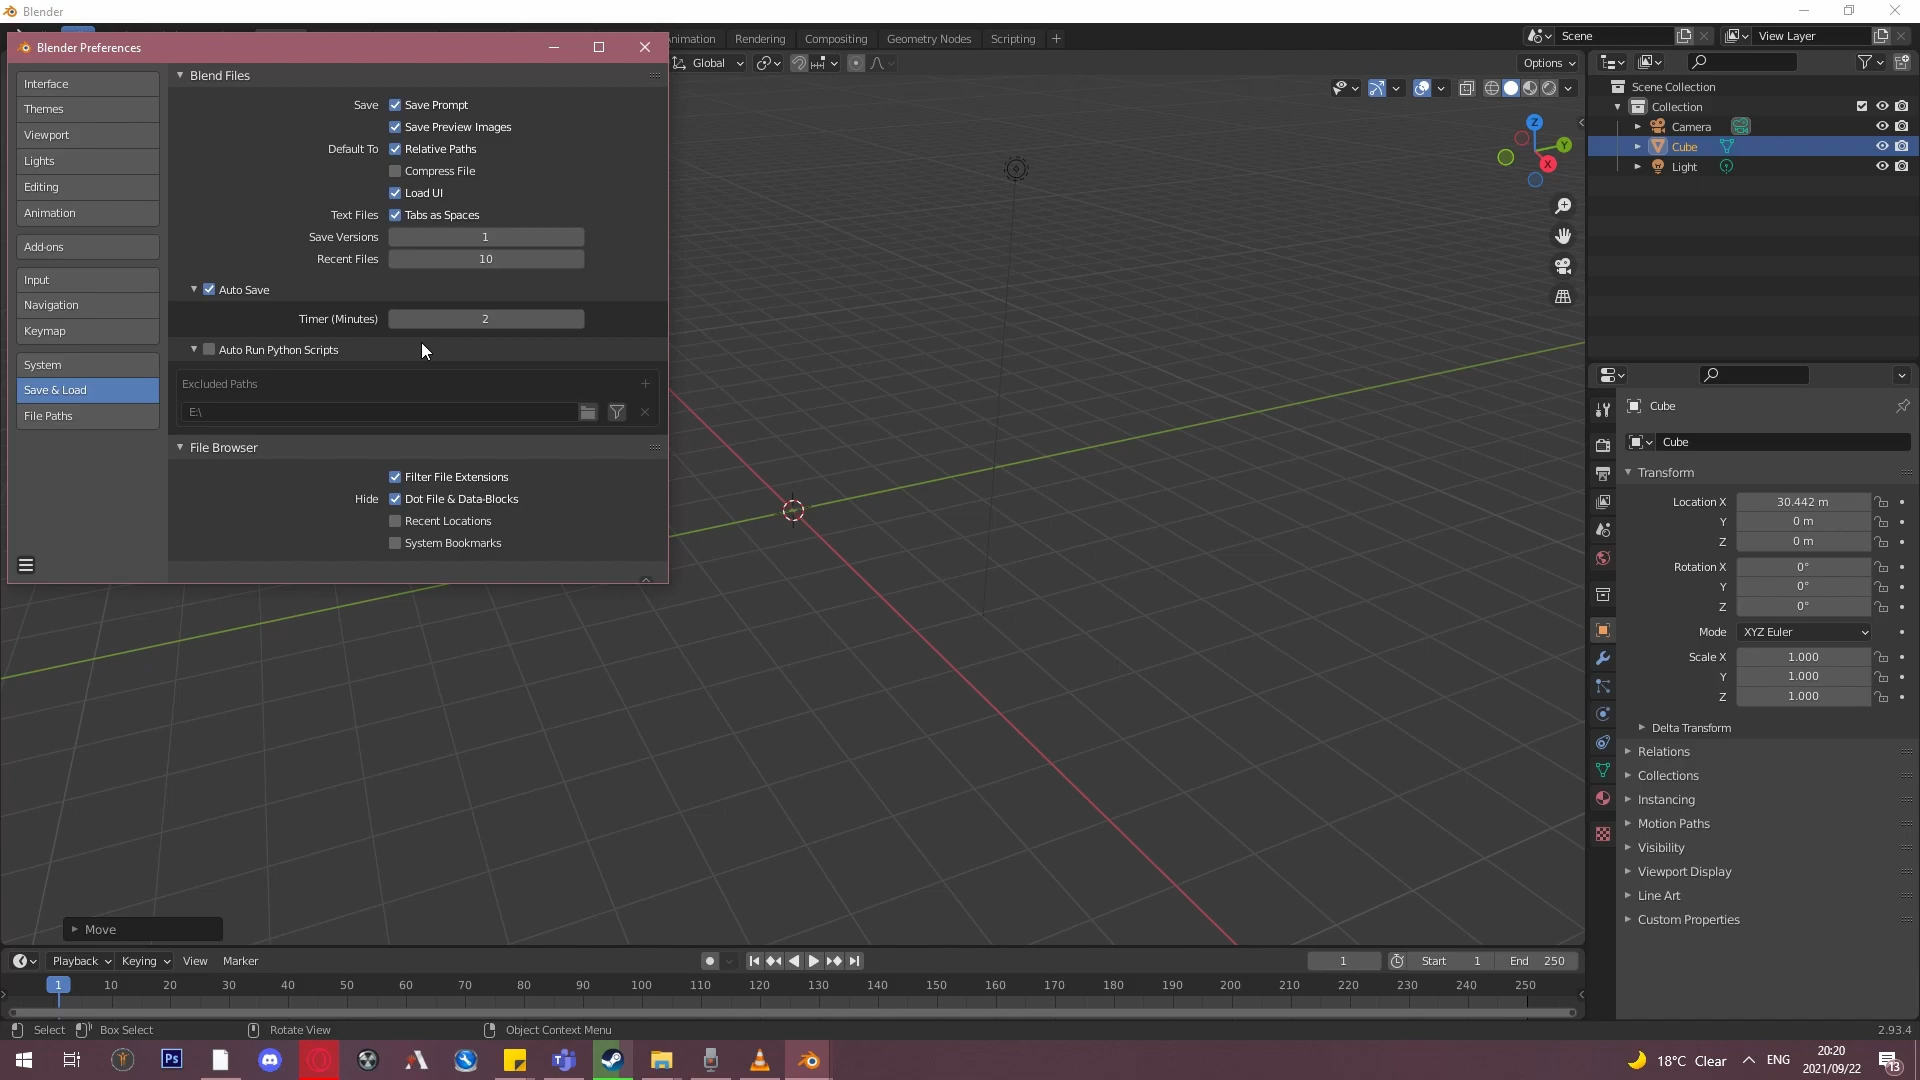 Blender
Blender Preferences
nimation
Rendering
Compositing
Geometry Nodes
Scripting
Scene
View Layer
Global
Options
Interface
Themes
Viewport
Lights
Editing
Animation
Add-ons
Input
Navigation
Keymap
System
Save & Load
File Paths
Blend Files
Save Save Prompt
Save Preview Images
Default To Relative Paths
Compress File
Load UI
Text Files Tabs as Spaces
Save Versions 1
Recent Files 10
Auto Save
Timer (Minutes) 2
Auto Run Python Scripts
Excluded Paths
E:\
File Browser
Filter File Extensions
Hide Dot File & Data-Blocks
Recent Locations
System Bookmarks
Z
Y
X
Scene Collection
Collection
Camera
Cube
Light
Cube
Cube
Transform
Location X 30.442 m
Y 0 m
Z 0 m
Rotation X 0°
Y 0°
Z 0°
Mode XYZ Euler
Scale X 1.000
Y 1.000
Z 1.000
Delta Transform
Relations
Collections
Instancing
Motion Paths
Visibility
Viewport Display
Line Art
Custom Properties
Move
Playback Keying View Marker 1 Start 1 End 250
1 10 20 30 40 50 60 70 80 90 100 110 120 130 140 150 160 170 180 190 200 210 220 230 240 250
Select Box Select Rotate View Object Context Menu 2.93.4
Ps
18°C Clear ENG
20:20
2021/09/22
13